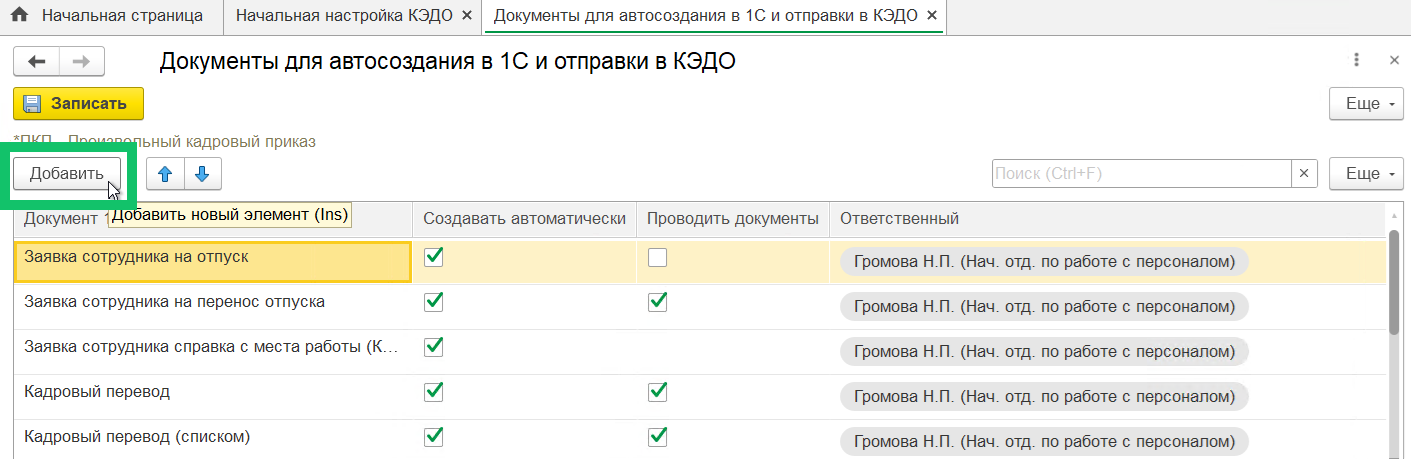 Начальная страница
Начальная настройка КЭДО
Документы для автосоздания в 1С и отправки в КЭДО
Документы для автосоздания в 1С и отправки в КЭДО
Записать
Еще
*ПКП - Произвольный кадровый приказ
Добавить
Поиск (Ctrl+F)
Еще
Документ Создавать автоматически Проводить документы Ответственный
Добавить новый элемент (Ins)
Заявка сотрудника на отпуск Громова Н.П. (Нач. отд. по работе с персоналом)
Заявка сотрудника на перенос отпуска Громова Н.П. (Нач. отд. по работе с персоналом)
Заявка сотрудника справка с места работы (К... Громова Н.П. (Нач. отд. по работе с персоналом)
Кадровый перевод Громова Н.П. (Нач. отд. по работе с персоналом)
Кадровый перевод (списком) Громова Н.П. (Нач. отд. по работе с персоналом)